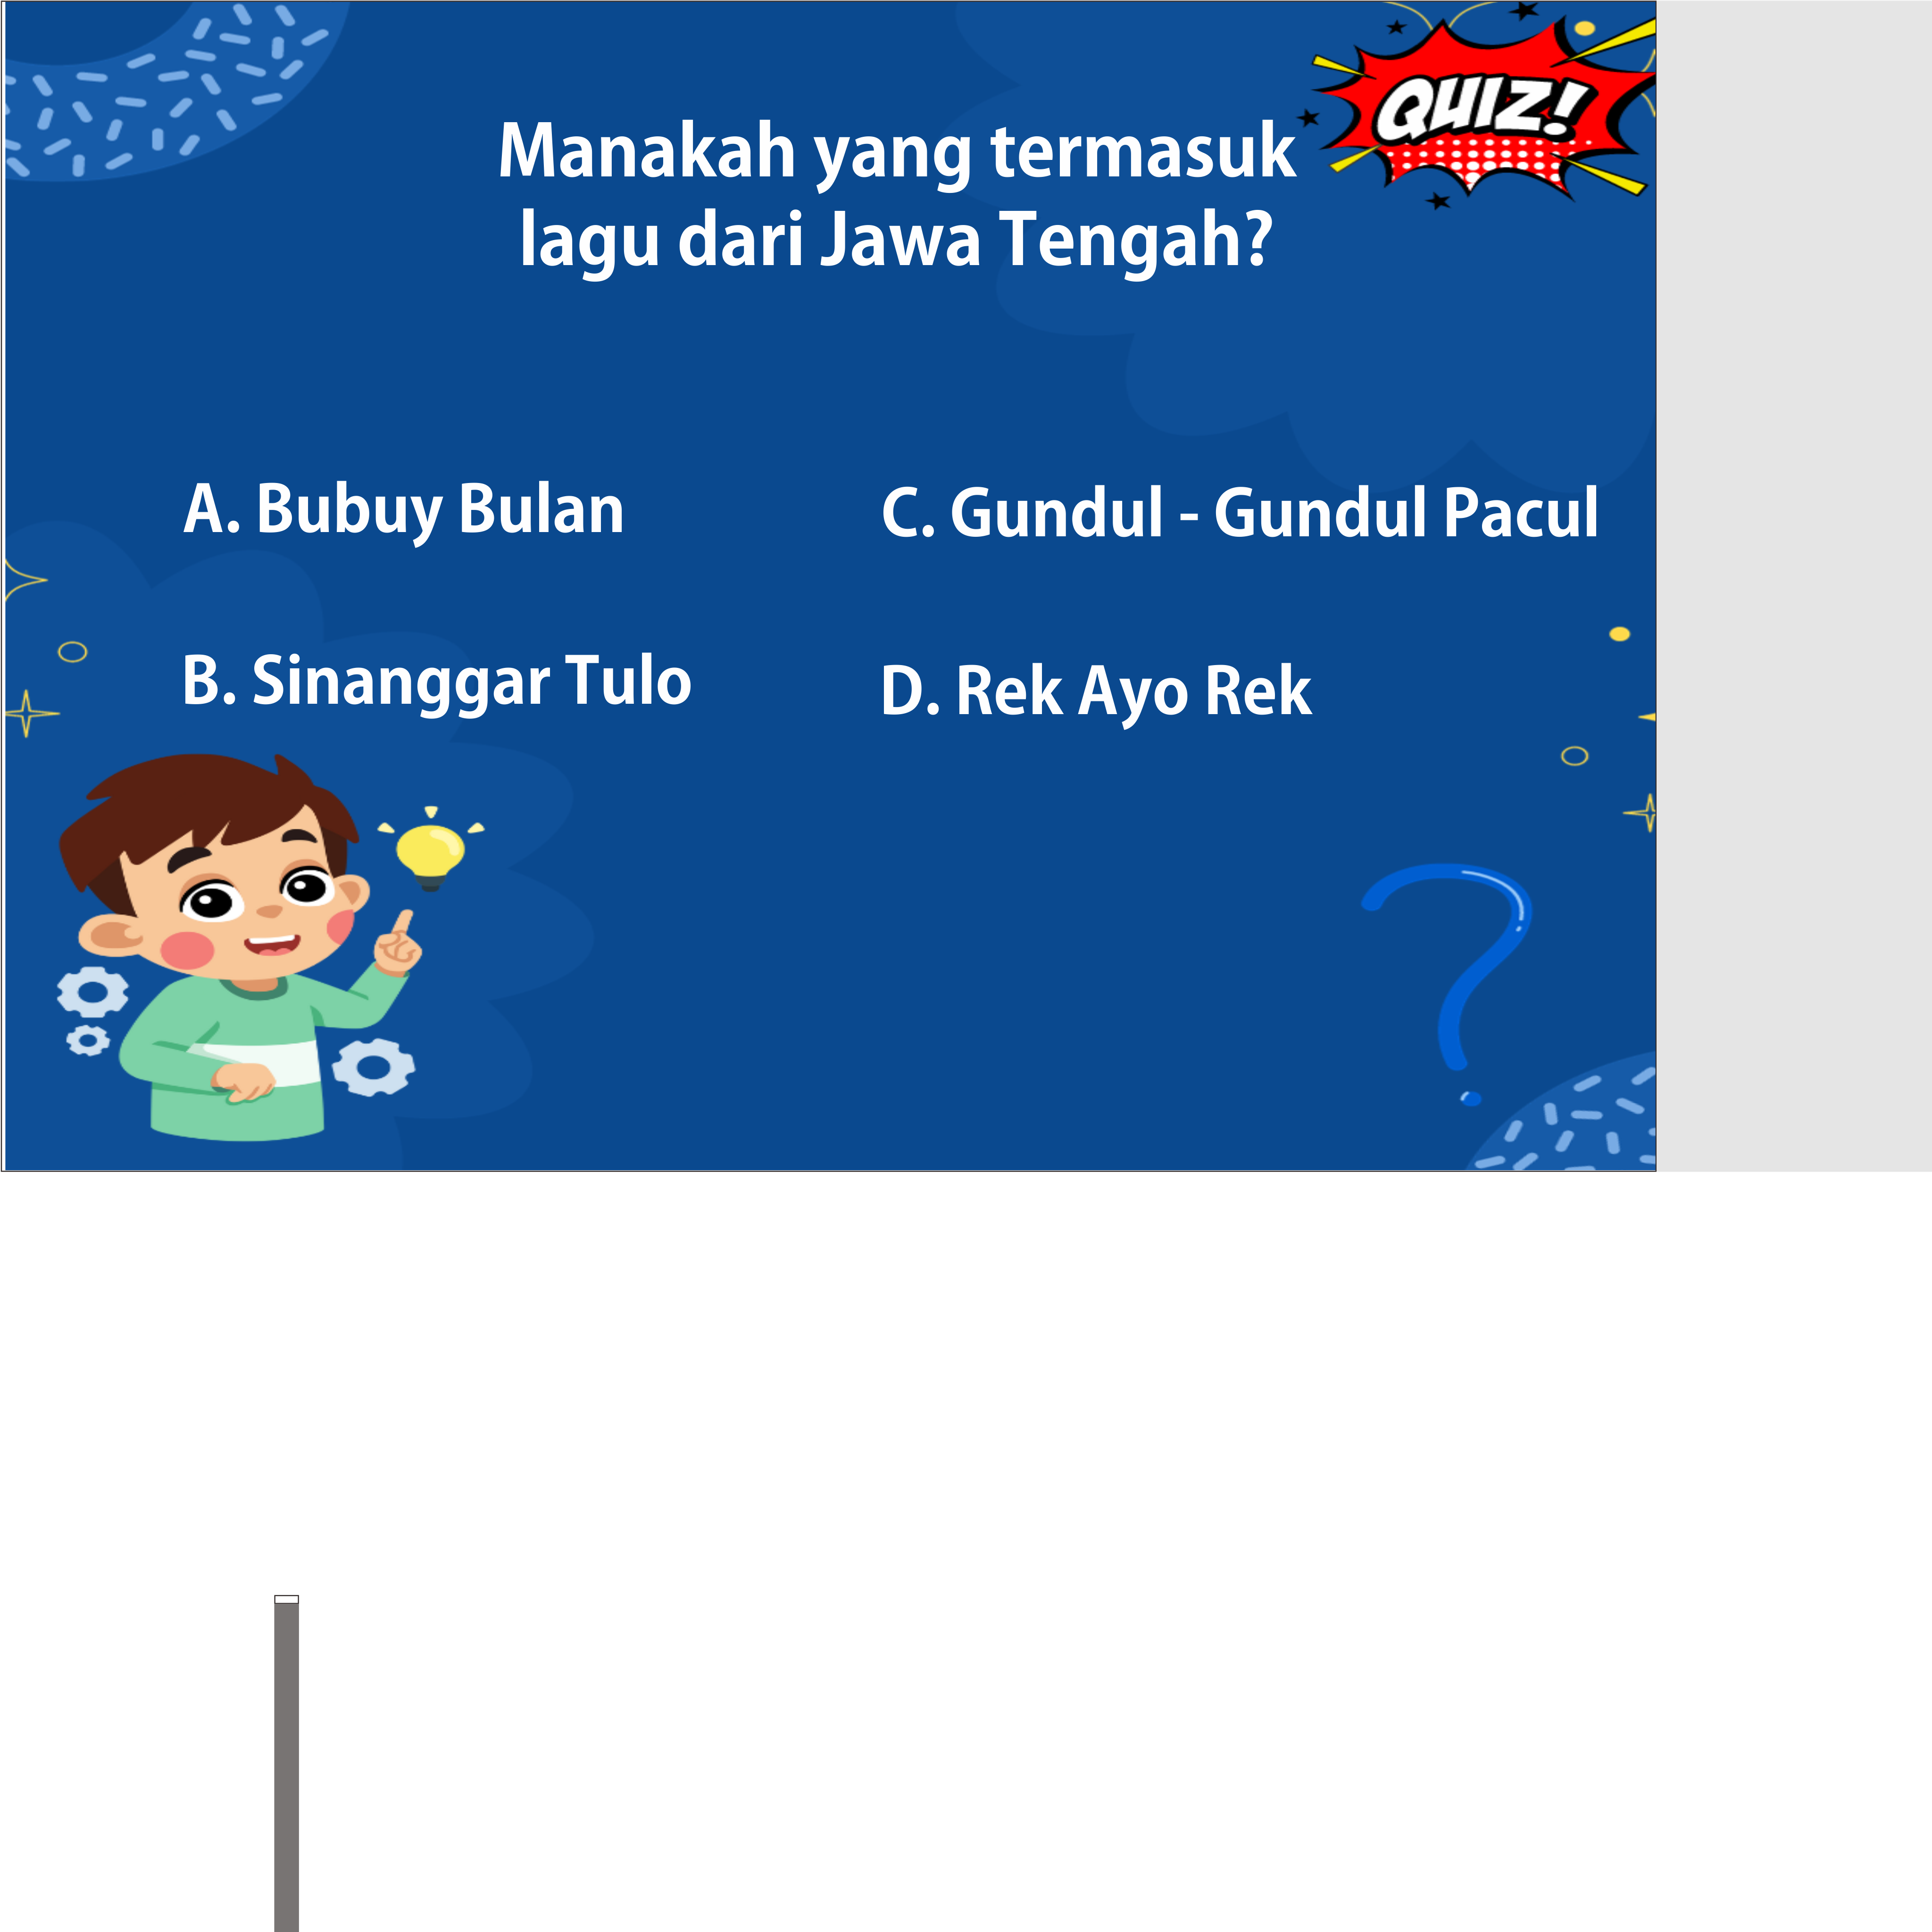 QUIZ!
Manakah yang termasuk
lagu dari Jawa Tengah?
A. Bubuy Bulan
B. Sinanggar Tulo
C. Gundul - Gundul Pacul
D. Rek Ayo Rek